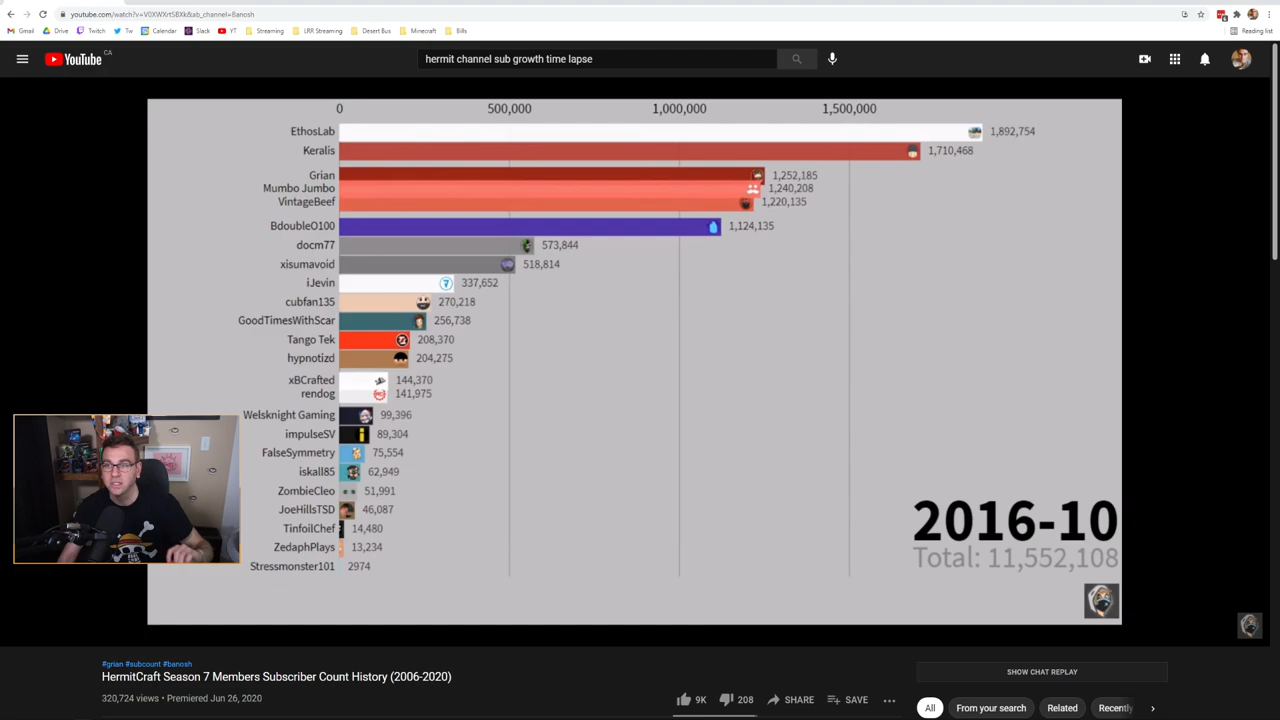 youtube.com/watch?v=V0XWXrtSBXk&ab_channel=Banosh
Gmail Drive Twitch Tw Calendar Slack YT Streaming LRR Streaming Desert Bus Minecraft Bills Reading list
YouTube CA hermit channel sub growth time lapse
0 500,000 1,000,000 1,500,000
EthosLab 1,892,754
Keralis 1,710,468
Grian 1,252,185
Mumbo Jumbo 1,240,208
VintageBeef 1,220,135
BdoubleO100 1,124,135
docm77 573,844
xisumavoid 518,814
iJevin 337,652
cubfan135 270,218
GoodTimesWithScar 256,738
Tango Tek 208,370
hypnotizd 204,275
xBCrafted 144,370
rendog 141,975
Welsknight Gaming 99,396
impulseSV 89,304
FalseSymmetry 75,554
iskall85 62,949
ZombieCleo 51,991
JoeHillsTSD 46,087
TinfoilChef 14,480
ZedaphPlays 13,234
Stressmonster101 2974
2016-10
Total: 11,552,108
#grian #subcount #banosh
HermitCraft Season 7 Members Subscriber Count History (2006-2020)
320,724 views • Premiered Jun 26, 2020
9K 208 SHARE SAVE
SHOW CHAT REPLAY
All From your search Related Recently